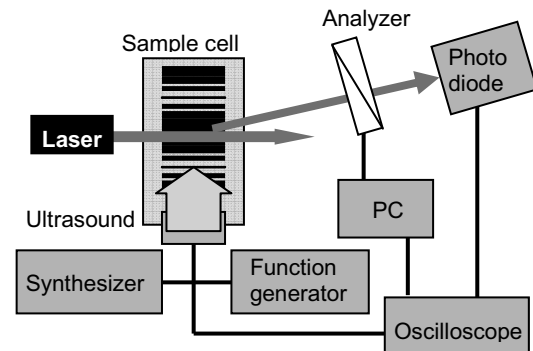 Analyzer
Sample cell
Photo
diode
Laser
PC
Ultrasound
Synthesizer
Function
generator
Oscilloscope